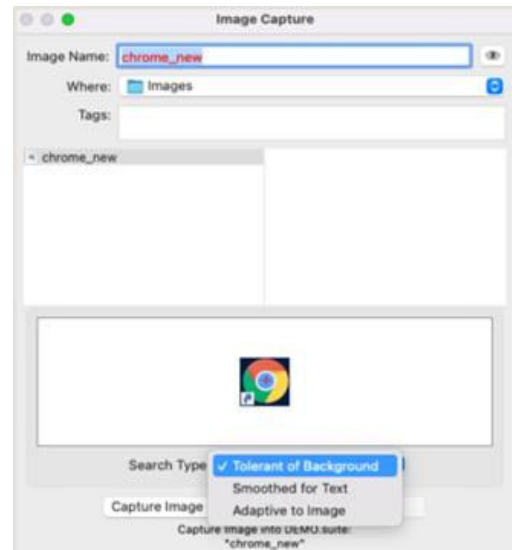 Image Capture
Image Name: chrome_new
Where: Images
Tags:
chrome_new
Search Type ✓ Tolerant of Background
Smoothed for Text
Capture Image Adaptive to Image
Capture Image into DEMO.suite:
"chrome_new"